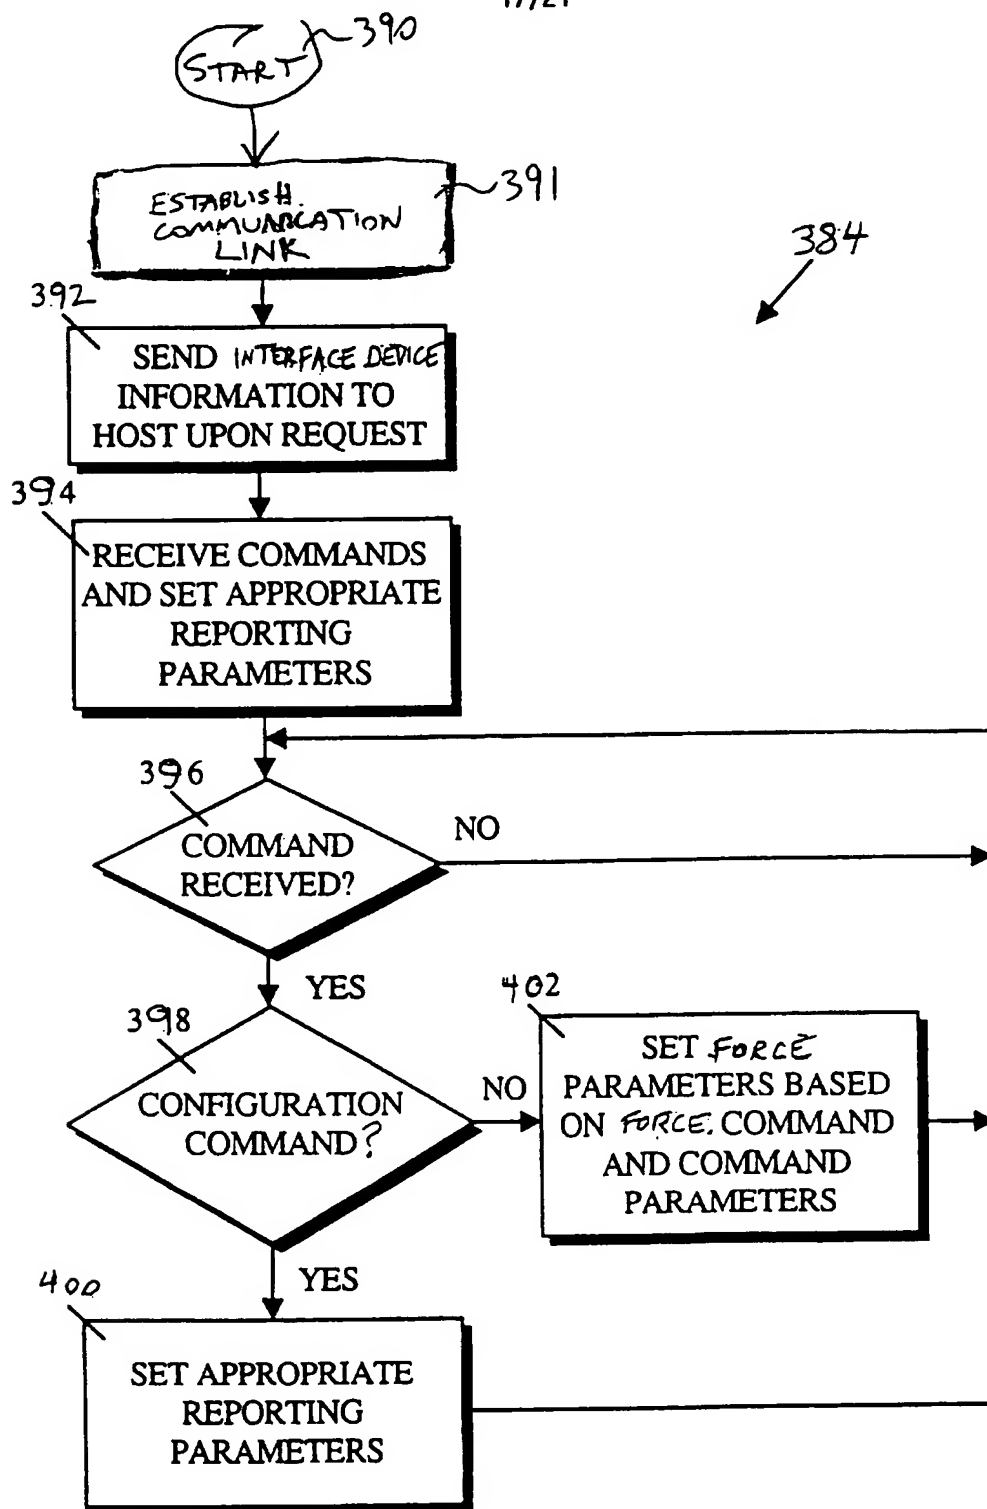 390
START
391
ESTABLISH.
COMMUNICATION
LINK
384
392
SEND INTERFACE DEVICE
INFORMATION TO
HOST UPON REQUEST
394
RECEIVE COMMANDS
AND SET APPROPRIATE
REPORTING
PARAMETERS
396
COMMAND
RECEIVED?
NO
YES
398
CONFIGURATION
COMMAND?
NO
402
SET FORCE
PARAMETERS BASED
ON FORCE. COMMAND
AND COMMAND
PARAMETERS
YES
400
SET APPROPRIATE
REPORTING
PARAMETERS